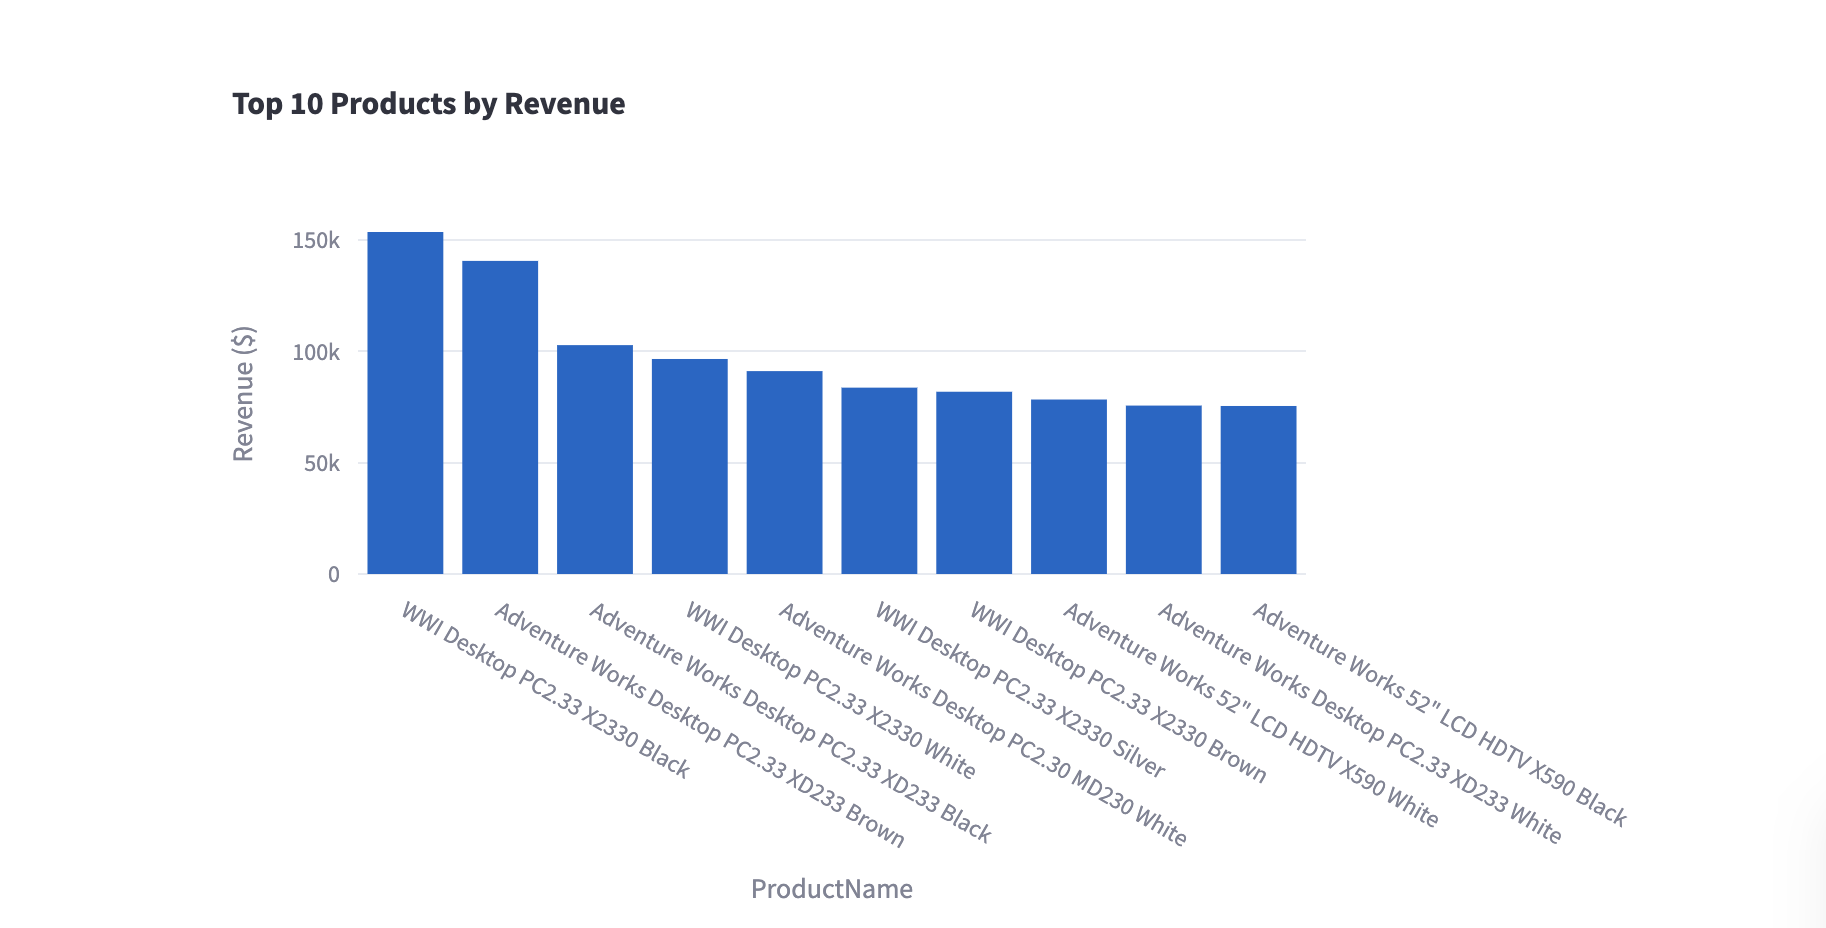 Top 10 Products by Revenue
150k
100k
50k
0
Revenue ($)
WWI Desktop PC2.33 X2330 Black
Adventure Works Desktop PC2.33 XD233 Brown
Adventure Works Desktop PC2.33 XD233 Black
WWI Desktop PC2.33 X2330 White
Adventure Works Desktop PC2.30 MD230 White
WWI Desktop PC2.33 X2330 Silver
WWI Desktop PC2.33 X2330 Brown
Adventure Works 52" LCD HDTV X590 White
Adventure Works Desktop PC2.33 XD233 White
Adventure Works 52" LCD HDTV X590 Black
ProductName